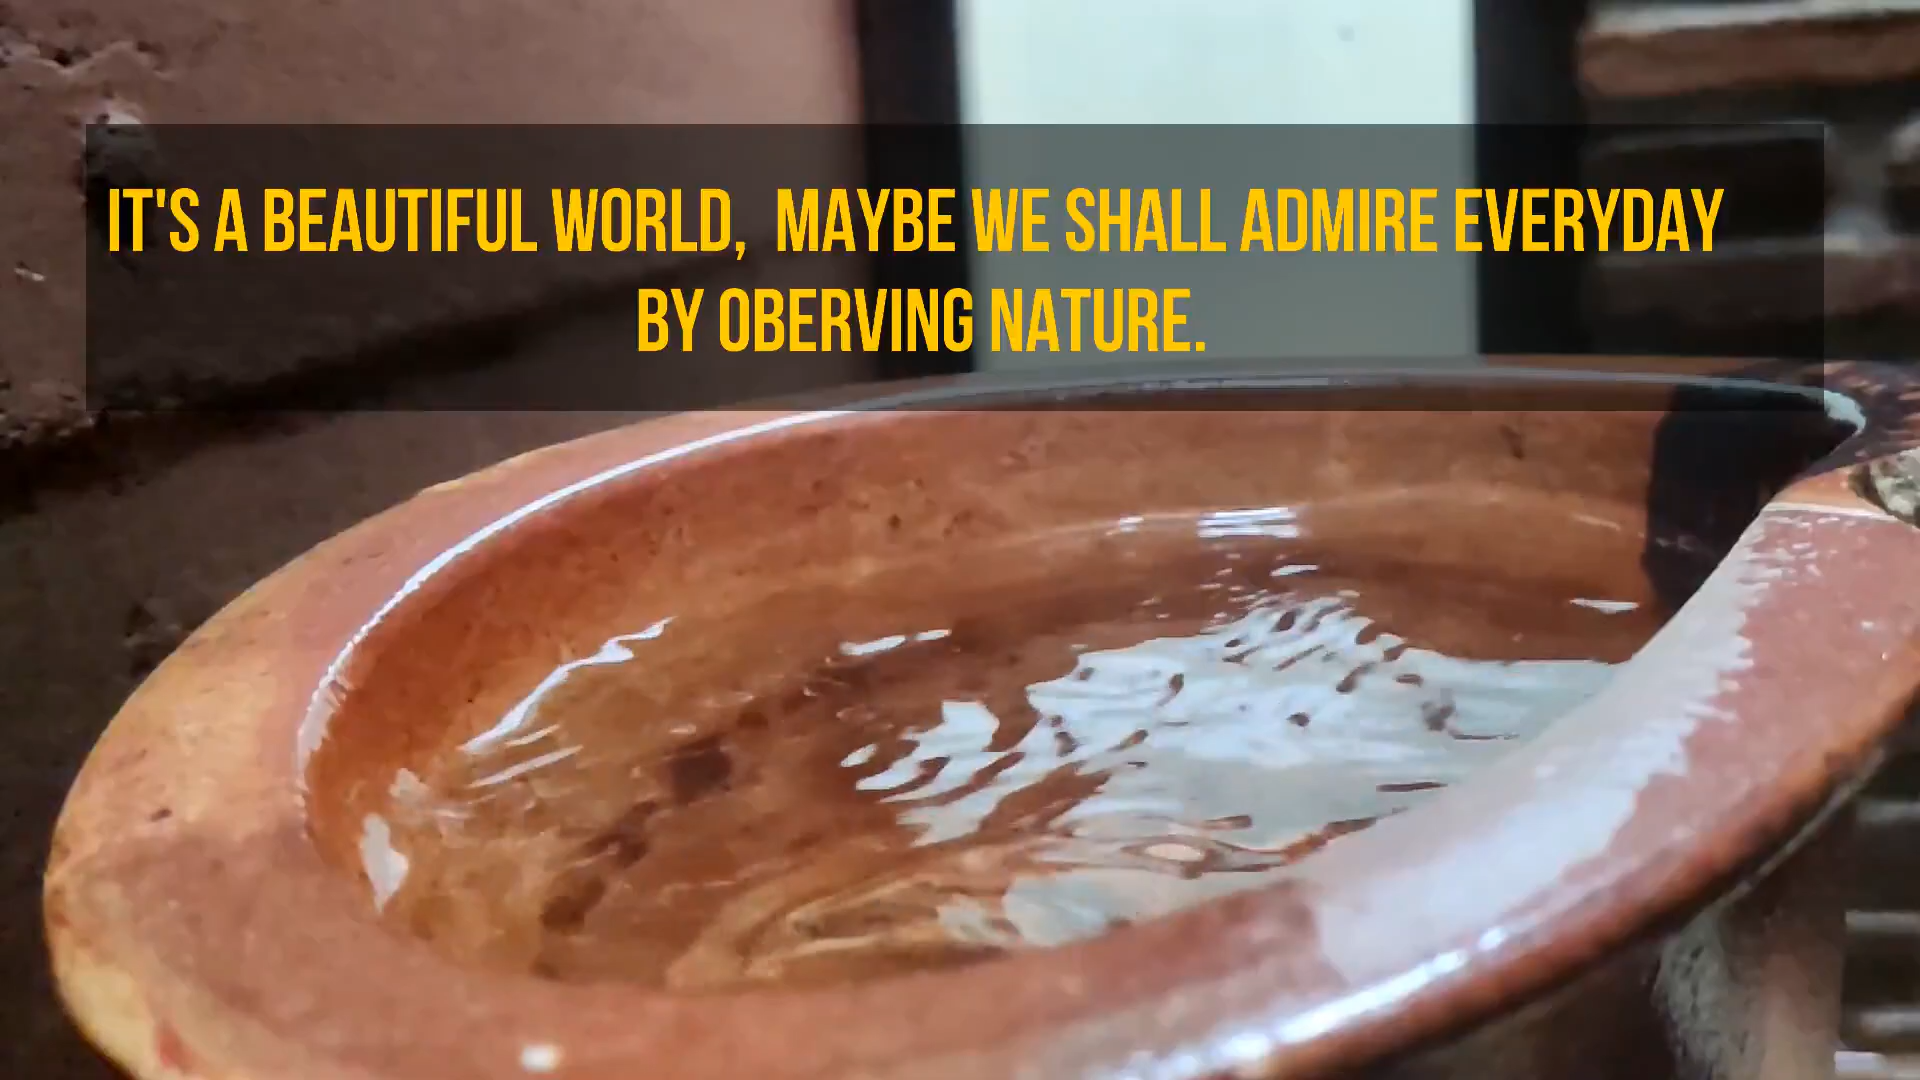 IT'S A BEAUTIFUL WORLD,  MAYBE WE SHALL ADMIRE EVERYDAY
BY OBERVING NATURE.